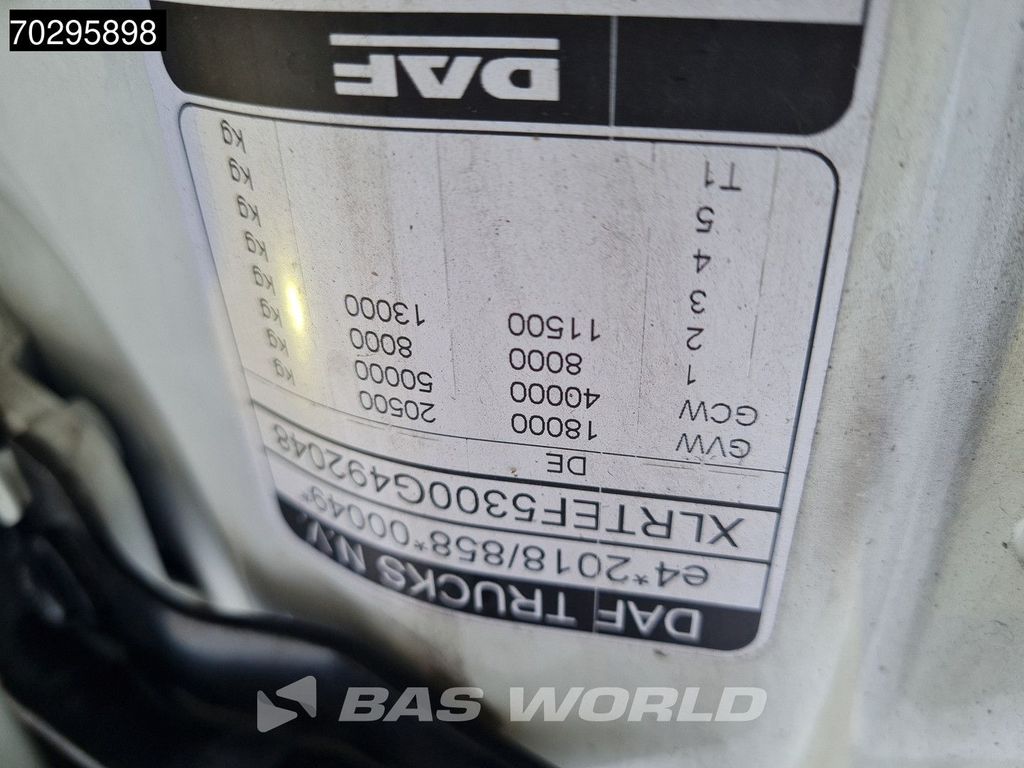 70295898
DAF TRUCKS N.V.
e4*2018/858*00049*
XLRTEF5300G492048
DE
GVW 18000 20500 kg
GCW 40000 50000 kg
1 8000 8000 kg
2 11500 13000 kg
3 kg
4 kg
5 kg
T1 kg
DAF
BAS WORLD